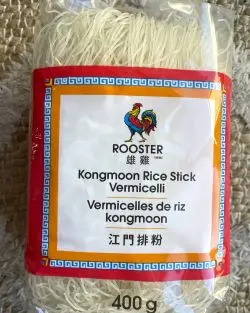 ROOSTER
雄雞
Kongmoon Rice Stick
Vermicelli
Vermicelles de riz
kongmoon
江門排粉
400 g